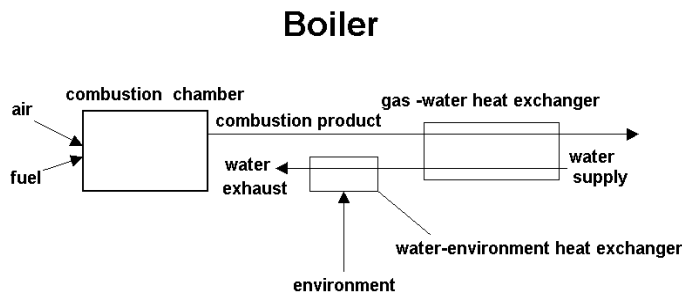 Boiler
combustion chamber
gas -water heat exchanger
air
combustion product
fuel
water
exhaust
water
supply
water-environment heat exchanger
environment